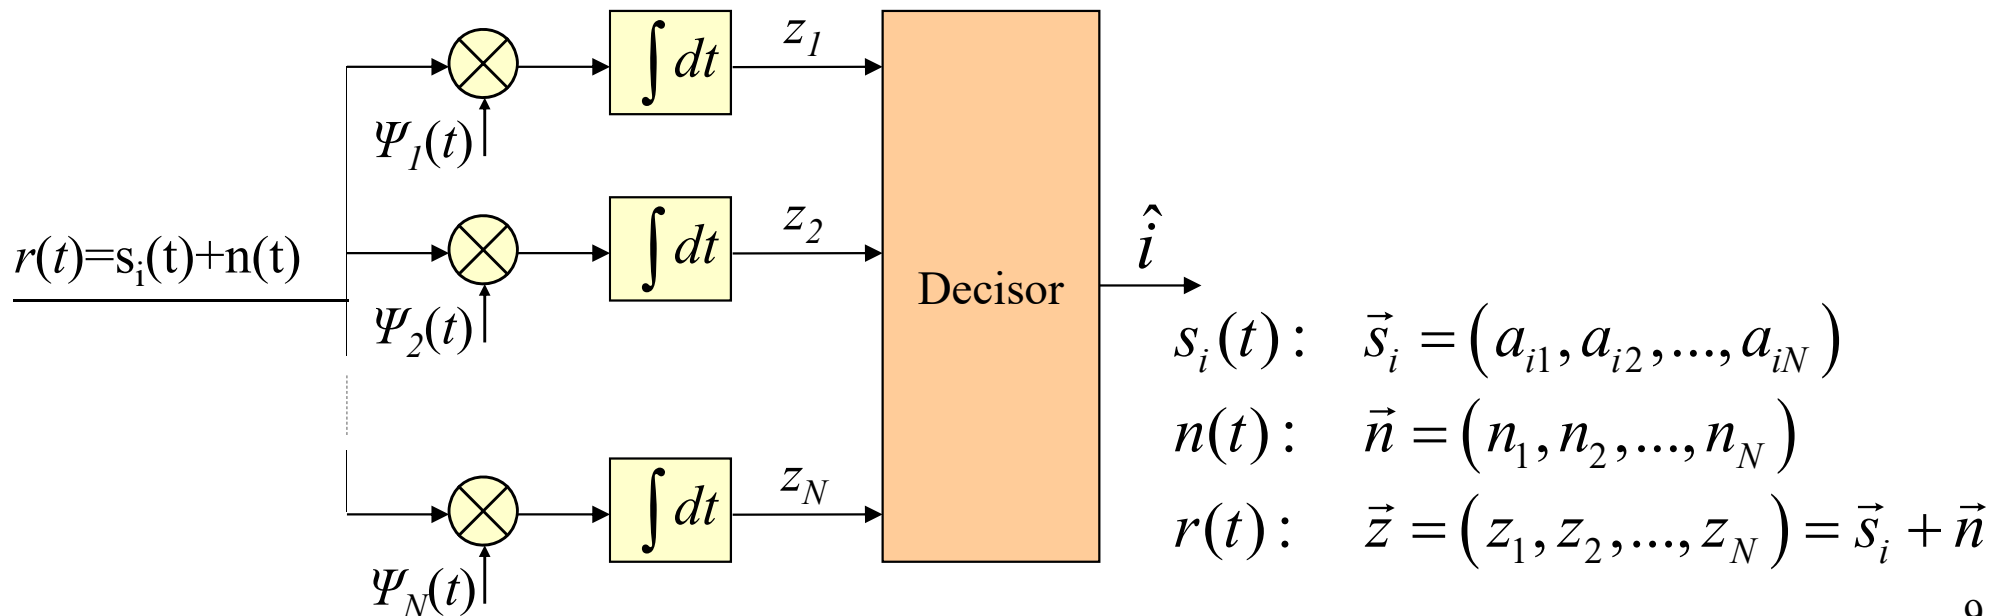 ∫dt z₁
Ψ₁(t)
∫dt z₂
r(t)=sᵢ(t)+n(t)
Ψ₂(t)
Decisor
î
sᵢ(t): s⃗ᵢ = (aᵢ₁, aᵢ₂, ..., aᵢN)
n(t): n⃗ = (n₁, n₂, ..., nN)
∫dt zN
r(t): z⃗ = (z₁, z₂, ..., zN) = s⃗ᵢ + n⃗
ΨN(t)
9